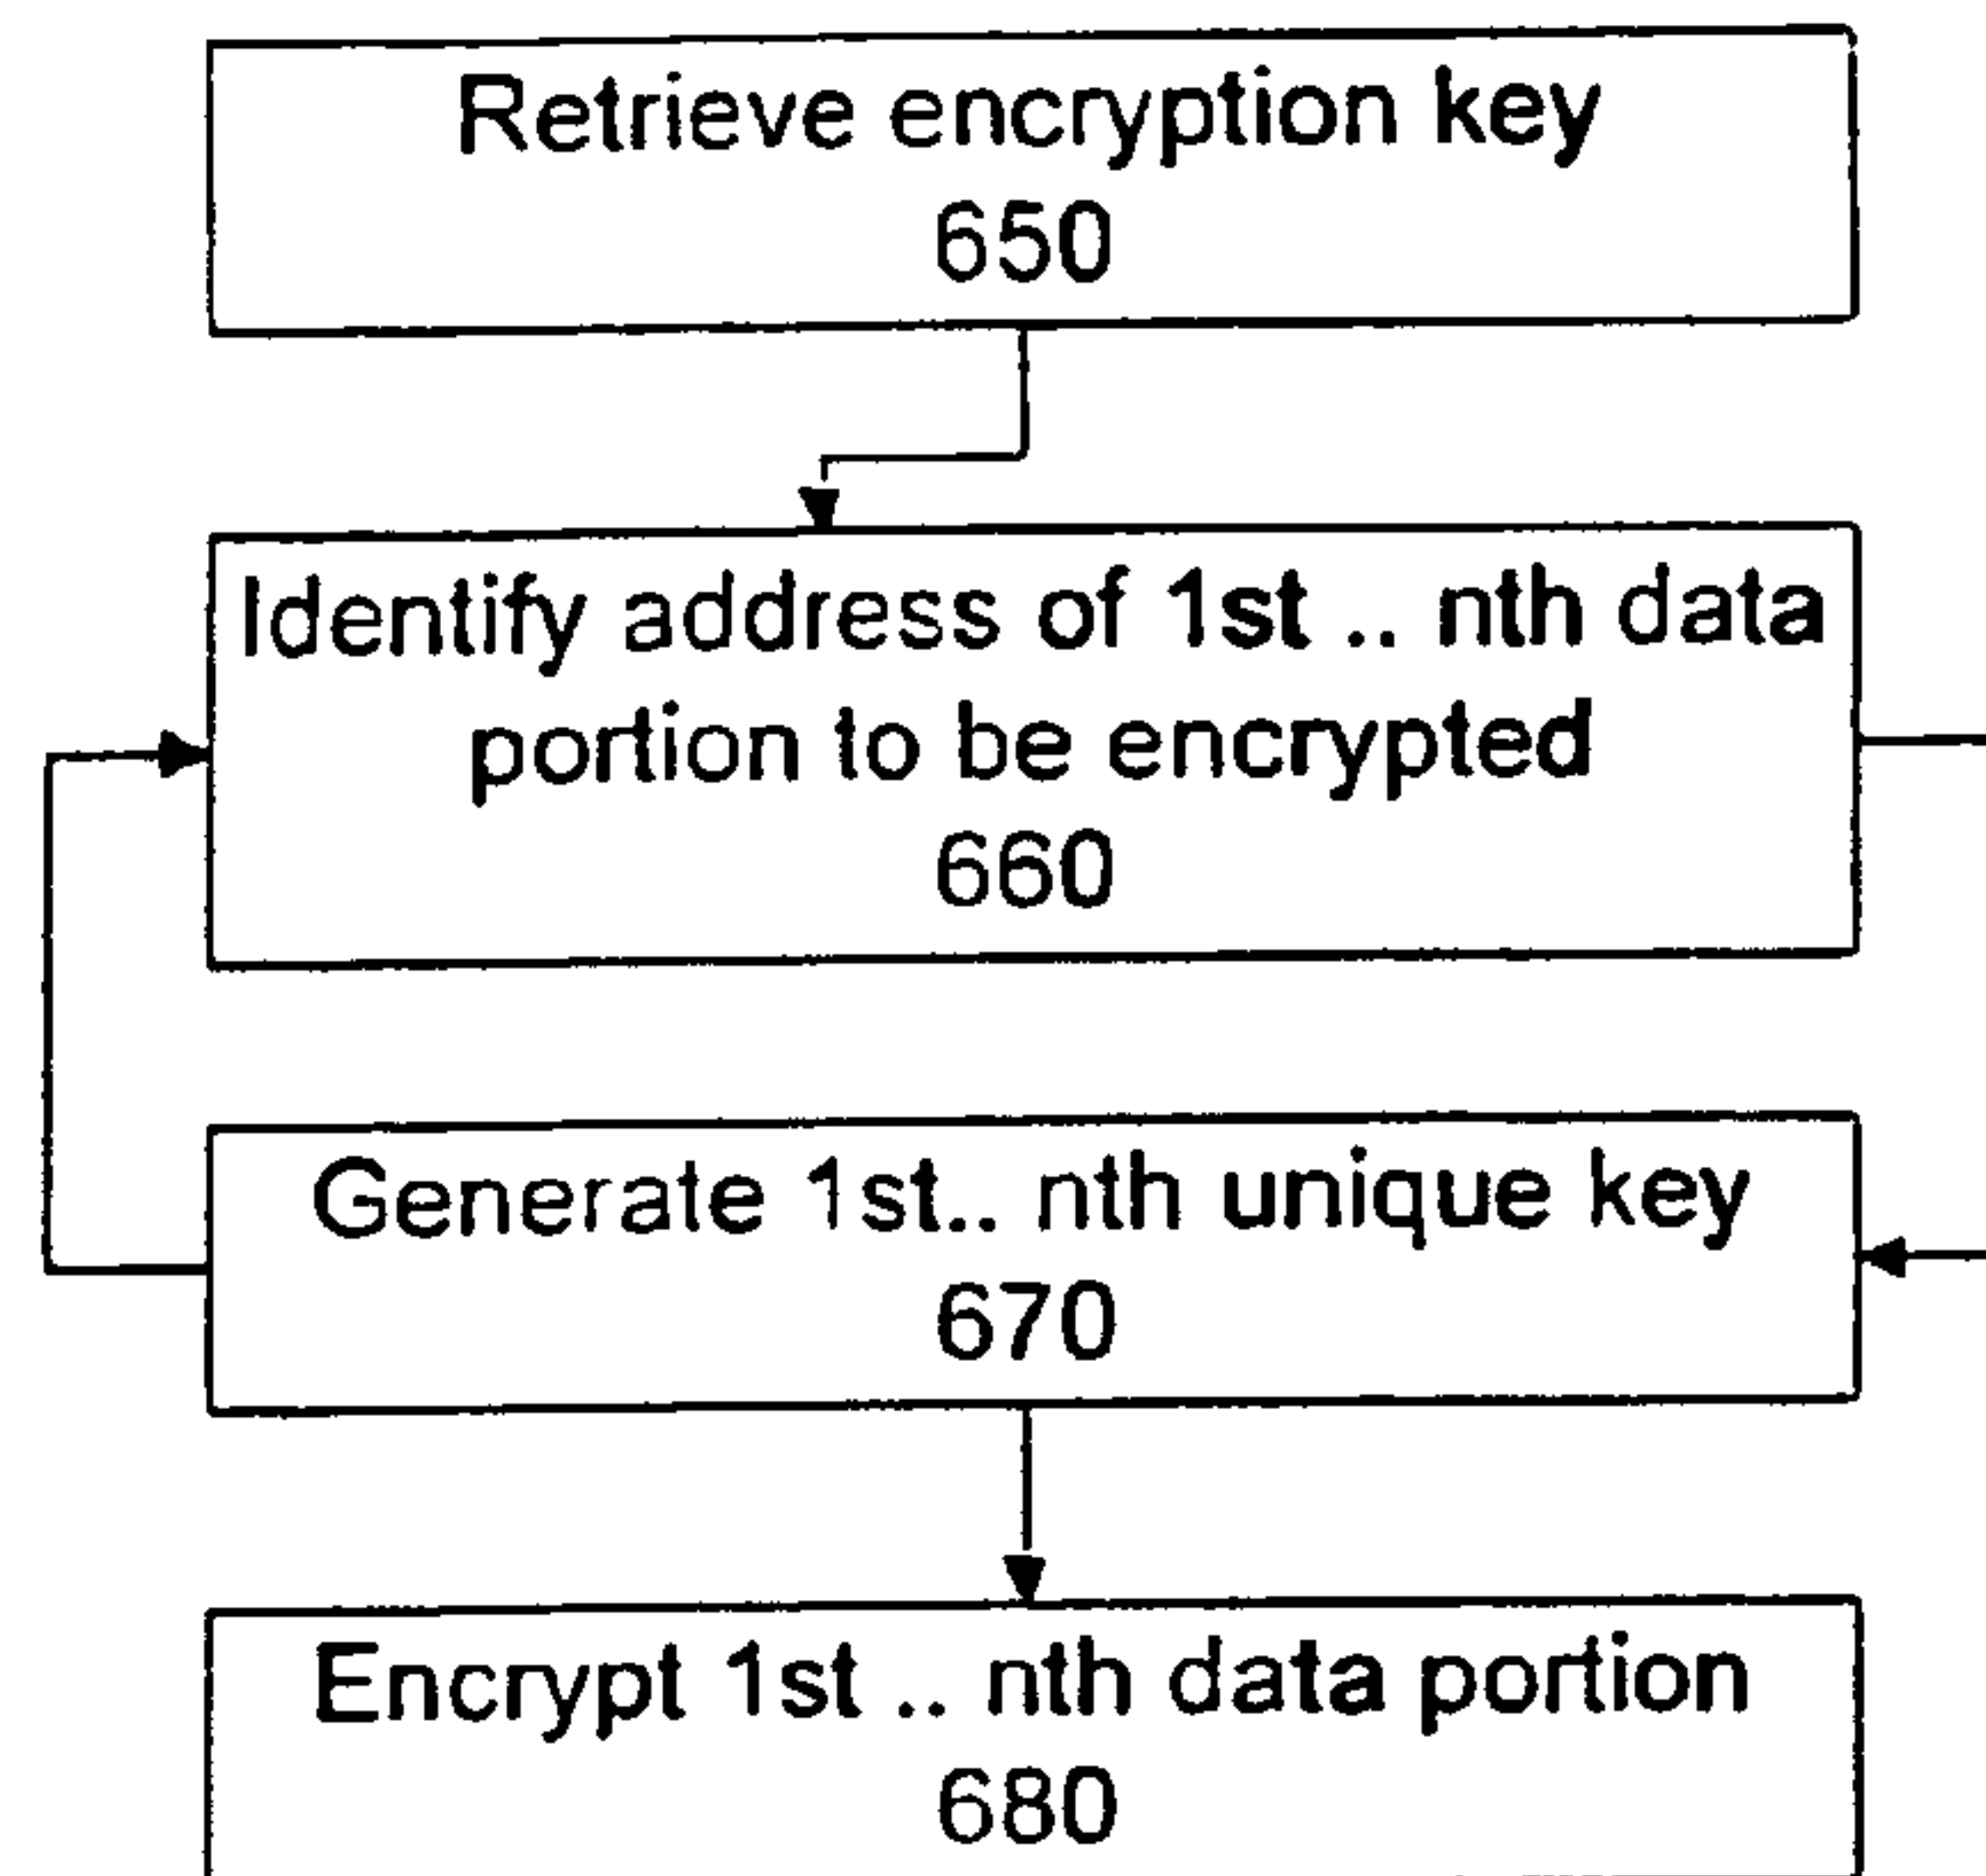 Retrieve encryption key
650
Identify address of 1st .. nth data
portion to be encrypted
660
Generate 1st.. nth unique key
670
Encrypt 1st .. nth data portion
680